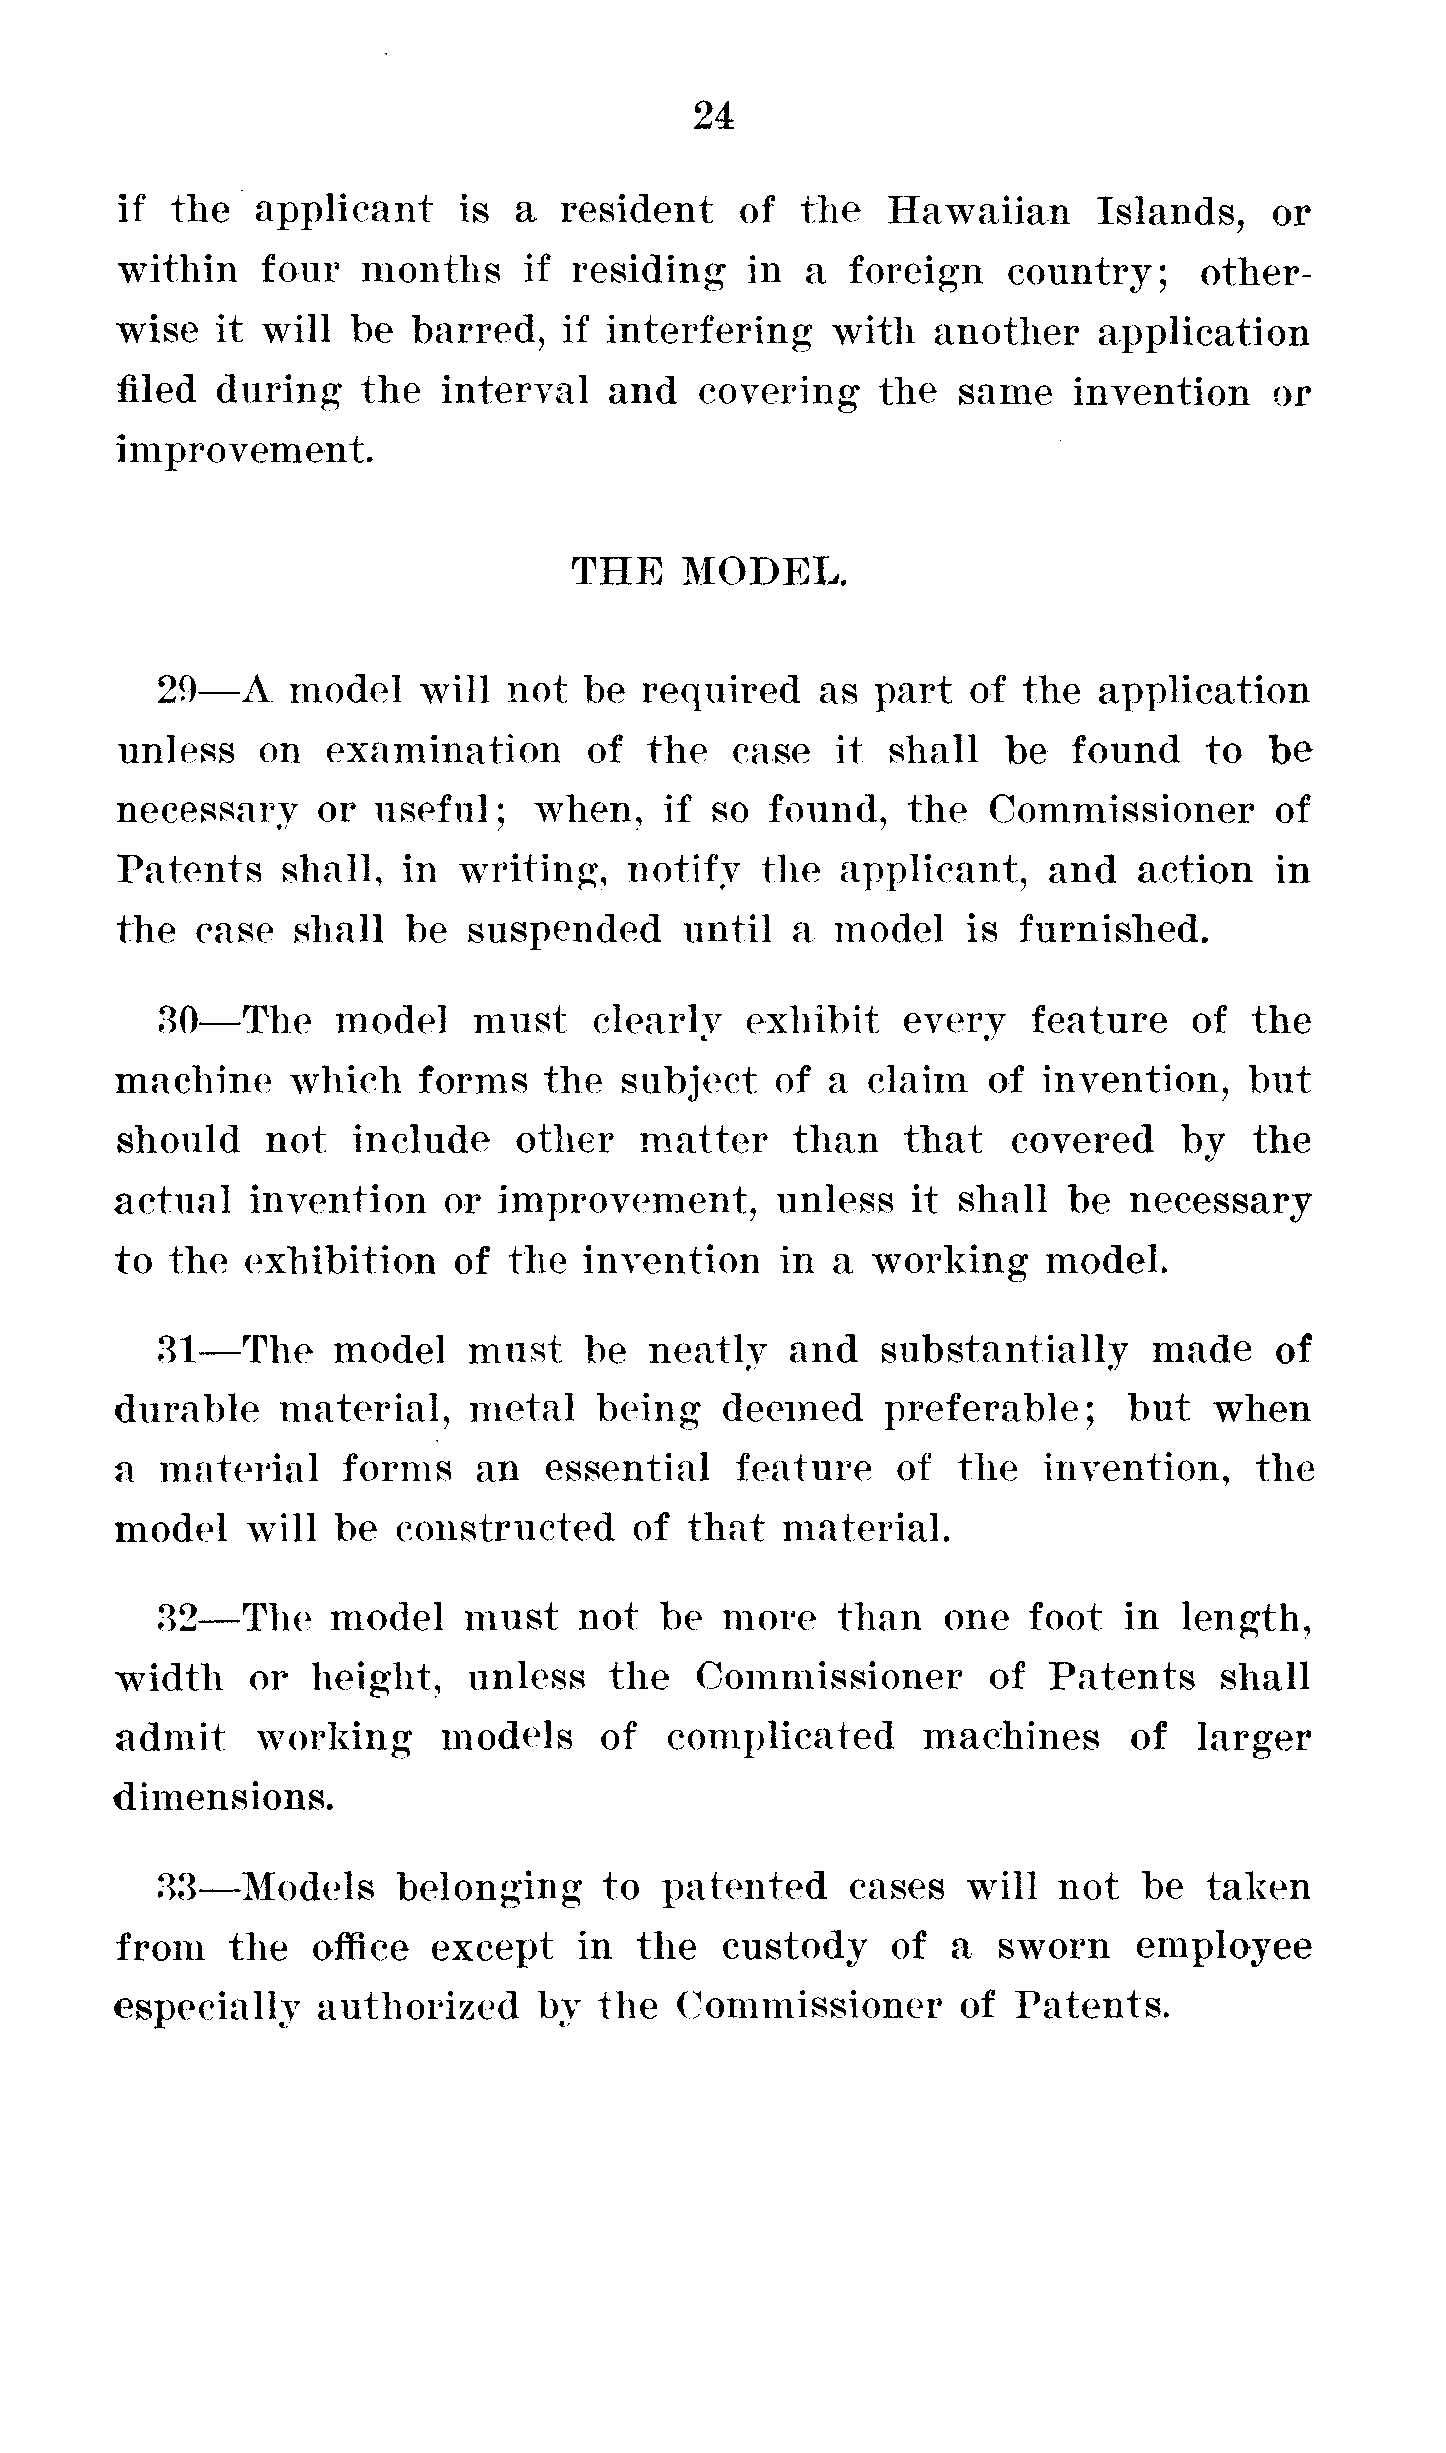 24
if the applicant is a resident of the Hawaiian Islands, or
within four months if residing in a foreign country; other-
wise it will be barred, if interfering with another application
filed during the interval and covering the same invention or
improvement.
THE MODEL.
29—A model will not be required as part of the application
unless on examination of the case it shall be found to be
necessary or useful; when, if so found, the Commissioner of
Patents shall, in writing, notify the applicant, and action in
the case shall be suspended until a model is furnished.
30—The model must clearly exhibit every feature of the
machine which forms the subject of a claim of invention, but
should not include other matter than that covered by the
actual invention or improvement, unless it shall be necessary
to the exhibition of the invention in a working model.
31—The model must be neatly and substantially made of
durable material, metal being deemed preferable; but when
a material forms an essential feature of the invention, the
model will be constructed of that material.
32—The model must not be more than one foot in length,
width or height, unless the Commissioner of Patents shall
admit working models of complicated machines of larger
dimensions.
33—Models belonging to patented cases will not be taken
from the office except in the custody of a sworn employee
especially authorized by the Commissioner of Patents.